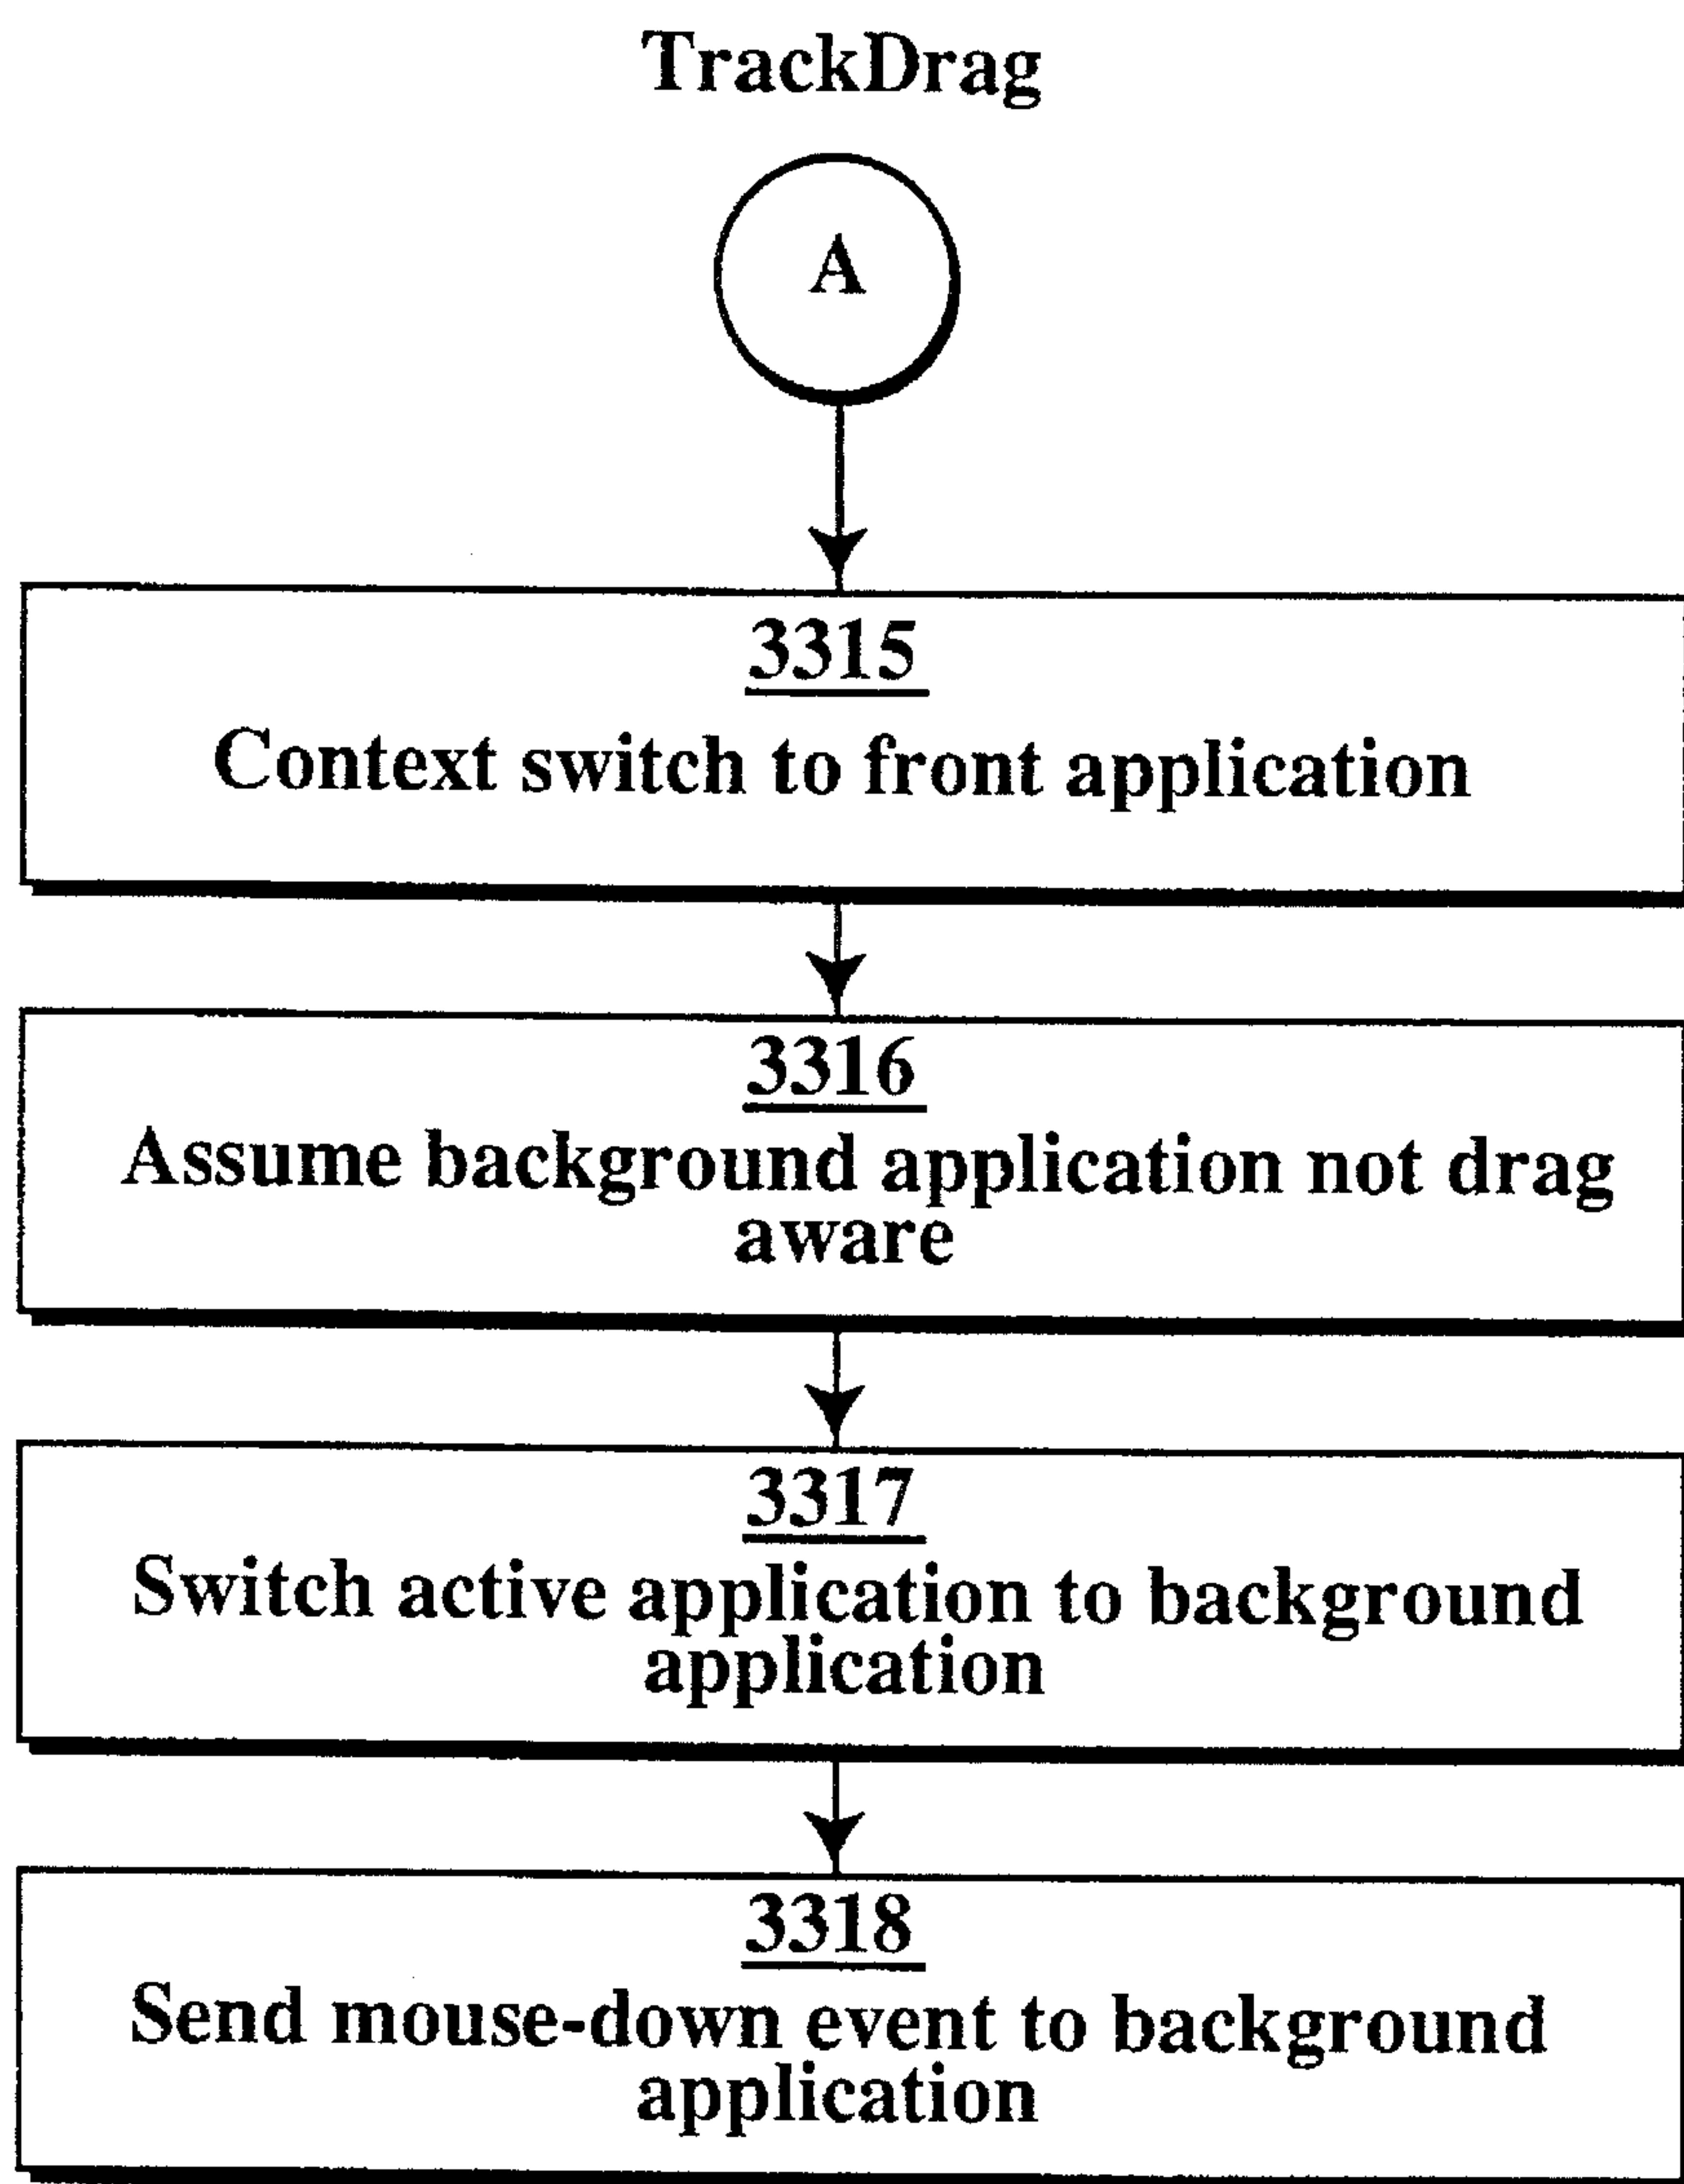 TrackDrag
A
3315
Context switch to front application
3316
Assume background application not drag
aware
3317
Switch active application to background
application
3318
Send mouse-down event to background
application